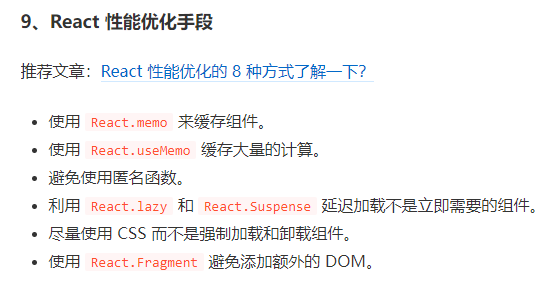 9、React 性能优化手段
推荐文章：React 性能优化的 8 种方式了解一下？
• 使用 React.memo 来缓存组件。
• 使用 React.useMemo 缓存大量的计算。
• 避免使用匿名函数。
• 利用 React.lazy 和 React.Suspense 延迟加载不是立即需要的组件。
• 尽量使用 CSS 而不是强制加载和卸载组件。
• 使用 React.Fragment 避免添加额外的 DOM。